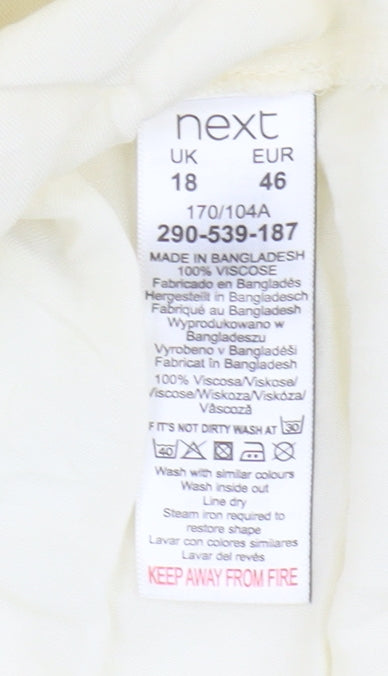 next
UK EUR
18 46
170/104A
290-539-187
MADE IN BANGLADESH
100% VISCOSE
Fabricado en Bangladés
Hergestellt in Bangladesch
Fabriqué au Bangladesh
Wyprodukowano w
Bangladeszu
Vyrobeno v Bangladéši
Fabricat în Bangladesh
100% Viscosa/Viskose/
Viscose/Wiskoza/Viskóza/
Vâscoză
IF IT'S NOT DIRTY WASH AT 30
40
Wash with similar colours
Wash inside out
Line dry
Steam iron required to
restore shape
Lavar con colores similares
Lavar del revés
KEEP AWAY FROM FIRE